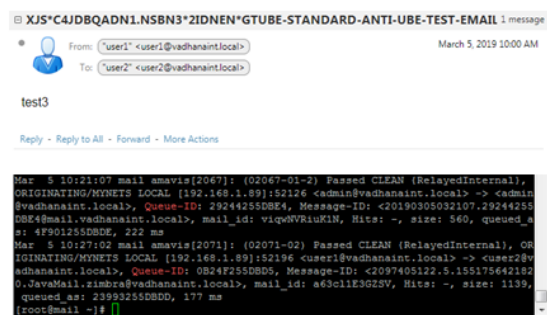 XJS*C4JDBQADN1.NSBN3*2IDNEN*GTUBE-STANDARD-ANTI-UBE-TEST-EMAIL 1 message
From: "user1" <user1@vadhanaint.local> March 5, 2019 10:00 AM
To: "user2" <user2@vadhanaint.local>
test3
Reply - Reply to All - Forward - More Actions
Mar 5 10:21:07 mail amavis[2067]: (02067-01-2) Passed CLEAN {RelayedInternal},
ORIGINATING/MYNETS LOCAL [192.168.1.89]:52126 <admin@vadhanaint.local> -> <admin
@vadhanaint.local>, Queue-ID: 29244255DBE4, Message-ID: <20190305032107.29244255
DBE4@mail.vadhanaint.local>, mail_id: viqwNVRiuK1N, Hits: -, size: 560, queued_a
s: 4F901255DBDE, 222 ms
Mar 5 10:27:02 mail amavis[2071]: (02071-02) Passed CLEAN {RelayedInternal}, OR
IGINATING/MYNETS LOCAL [192.168.1.89]:52196 <user1@vadhanaint.local> -> <user2@v
adhanaint.local>, Queue-ID: 0B24F255DBD5, Message-ID: <2097405122.5.155175642182
0.JavaMail.zimbra@vadhanaint.local>, mail_id: a63cl1E3GZSV, Hits: -, size: 1139,
queued_as: 23993255DBDD, 177 ms
[root@mail ~]#